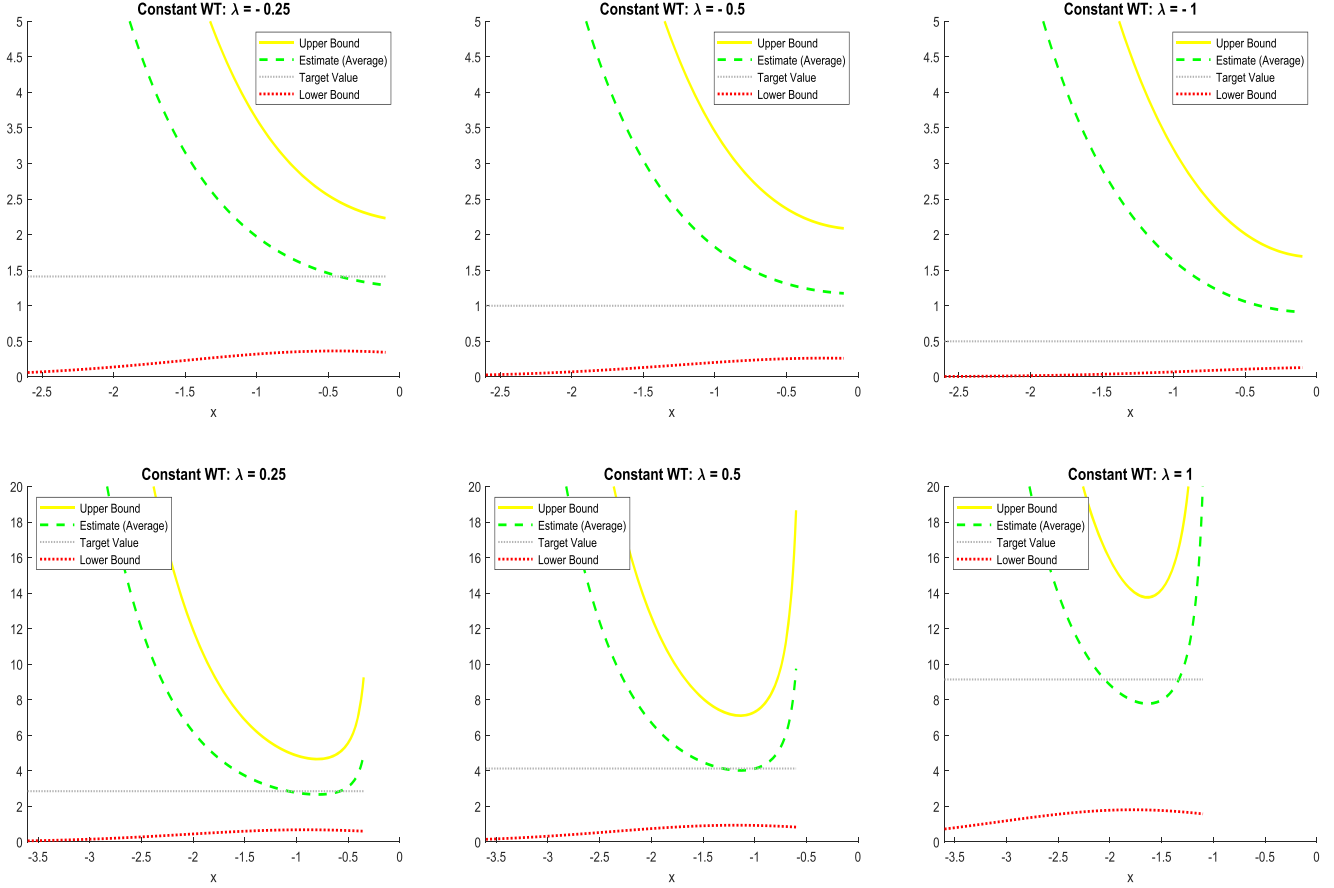 Constant WT: λ = - 0.25
5
4.5
4
3.5
3
2.5
2
1.5
1
0.5
0
Upper Bound
Estimate (Average)
Target Value
Lower Bound
-2.5 -2 -1.5 -1 -0.5 0
x
Constant WT: λ = - 0.5
5
4.5
4
3.5
3
2.5
2
1.5
1
0.5
0
Upper Bound
Estimate (Average)
Target Value
Lower Bound
-2.5 -2 -1.5 -1 -0.5 0
x
Constant WT: λ = - 1
5
4.5
4
3.5
3
2.5
2
1.5
1
0.5
0
Upper Bound
Estimate (Average)
Target Value
Lower Bound
-2.5 -2 -1.5 -1 -0.5 0
x
Constant WT: λ = 0.25
20
18
16
14
12
10
8
6
4
2
0
Upper Bound
Estimate (Average)
Target Value
Lower Bound
-3.5 -3 -2.5 -2 -1.5 -1 -0.5 0
x
Constant WT: λ = 0.5
20
18
16
14
12
10
8
6
4
2
0
Upper Bound
Estimate (Average)
Target Value
Lower Bound
-3.5 -3 -2.5 -2 -1.5 -1 -0.5 0
x
Constant WT: λ = 1
20
18
16
14
12
10
8
6
4
2
0
Upper Bound
Estimate (Average)
Target Value
Lower Bound
-3.5 -3 -2.5 -2 -1.5 -1 -0.5 0
x